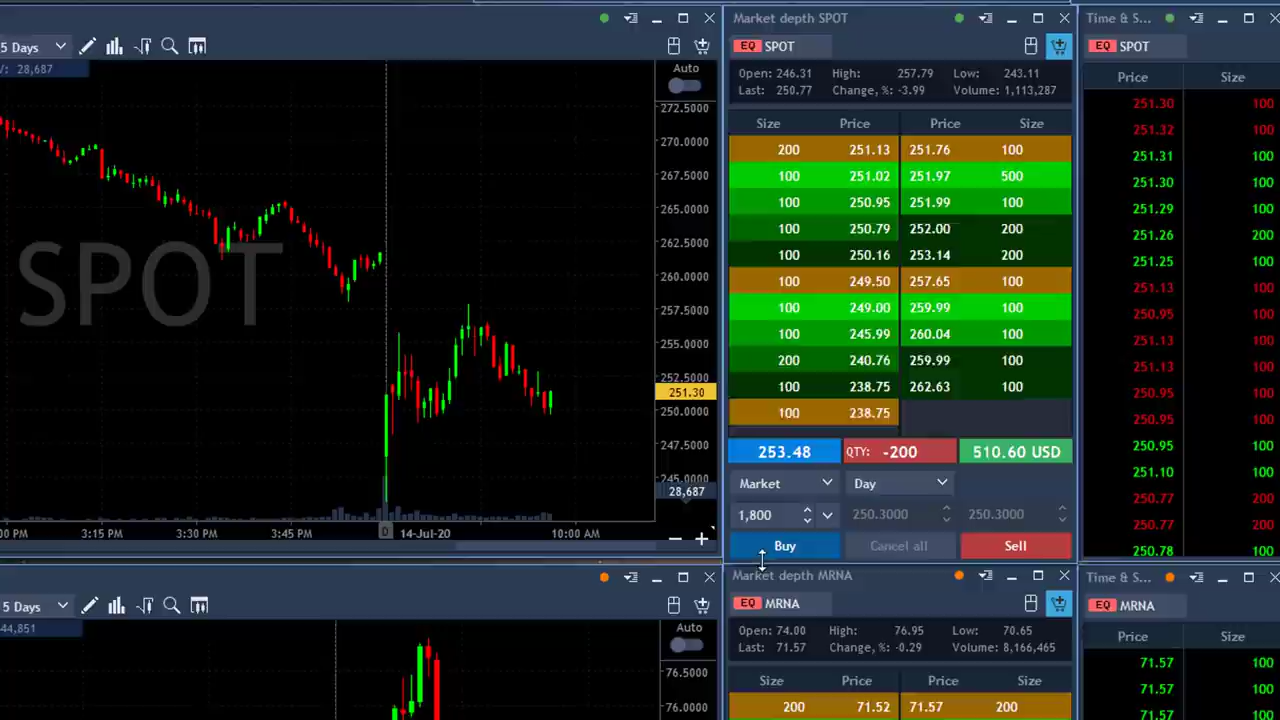 Market depth SPOT
Time & S...
5 Days
EQ SPOT
EQ SPOT
V: 28,687
Auto
Open: 246.31 High: 257.79 Low: 243.11
Last: 250.77 Change, %: -3.99 Volume: 1,113,287
Price Size
Size Price Price Size
200 251.13 251.76 100
100 251.02 251.97 500
100 250.95 251.99 100
100 250.79 252.00 200
100 250.16 253.14 200
100 249.50 257.65 100
100 249.00 259.99 100
100 245.99 260.04 100
200 240.76 259.99 100
100 238.75 262.63 100
100 238.75
251.30 100
251.32 100
251.31 100
251.30 100
251.29 100
251.26 200
251.25 100
251.13 100
250.95 100
251.13 100
251.13 100
250.95 100
250.95 100
250.95 100
251.10 100
250.77 200
250.77 200
250.78 100
272.5000
270.0000
267.5000
265.0000
262.5000
260.0000
257.5000
255.0000
252.5000
251.30
250.0000
247.5000
245.0000
28,687
SPOT
253.48 QTY: -200 510.60 USD
Market Day
1,800 250.3000 250.3000
Buy Cancel all Sell
00 PM 3:15 PM 3:30 PM 3:45 PM D 14-Jul-20 10:00 AM
Market depth MRNA
Time & S...
5 Days
EQ MRNA
EQ MRNA
44,851
Auto
Open: 74.00 High: 76.95 Low: 70.65
Last: 71.57 Change, %: -0.29 Volume: 8,166,465
Price Size
76.5000
76.0000
Size Price Price Size
200 71.52 71.57 200
71.57 100
71.57 100
71.57 100